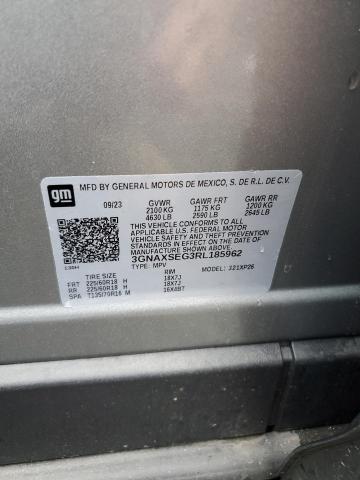 gm
MFD BY GENERAL MOTORS DE MEXICO, S. DE R.L. DE C.V.
09/23 GVWR GAWR FRT GAWR RR
2100 KG 1175 KG 1200 KG
4630 LB 2590 LB 2645 LB
THIS VEHICLE CONFORMS TO ALL
APPLICABLE U.S. FEDERAL MOTOR
VEHICLE SAFETY AND THEFT
PREVENTION STANDARDS IN EFFECT
ON THE DATE OF MANUFACTURE
SHOWN ABOVE.
3GNAXSEG3RL185962
TYPE: MPV MODEL: 121XP26
TIRE SIZE RIM
FRT 225/60R18 H 18X7J
RR 225/60R18 H 18X7J
SPA T135/70R16 M 16X4BT